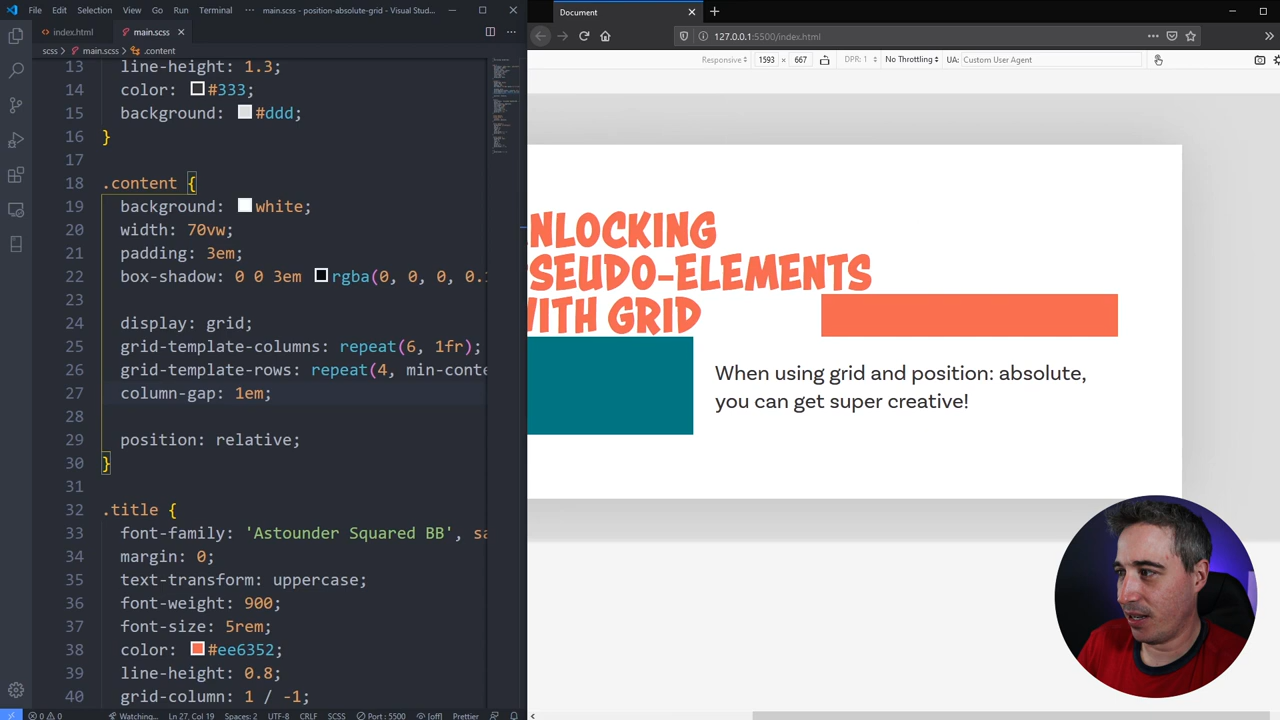 File Edit Selection View Go Run Terminal main.scss - position-absolute-grid - Visual Stud...
index.html main.scss
scss > main.scss > .content
13 line-height: 1.3;
14 color: #333;
15 background: #ddd;
16 }
17
18 .content {
19 background: white;
20 width: 70vw;
21 padding: 3em;
22 box-shadow: 0 0 3em rgba(0, 0, 0, 0.
23
24 display: grid;
25 grid-template-columns: repeat(6, 1fr);
26 grid-template-rows: repeat(4, min-conte
27 column-gap: 1em;
28
29 position: relative;
30 }
31
32 .title {
33 font-family: 'Astounder Squared BB', sa
34 margin: 0;
35 text-transform: uppercase;
36 font-weight: 900;
37 font-size: 5rem;
38 color: #ee6352;
39 line-height: 0.8;
40 grid-column: 1 / -1;
0 0 Watching... Ln 27, Col 19 Spaces: 2 UTF-8 CRLF SCSS Port : 5500 [off] Prettier
Document
127.0.0.1:5500/index.html
Responsive 1593 × 667 DPR: 1 No Throttling UA: Custom User Agent
NLOCKING
SEUDO-ELEMENTS
ITH GRID
When using grid and position: absolute,
you can get super creative!